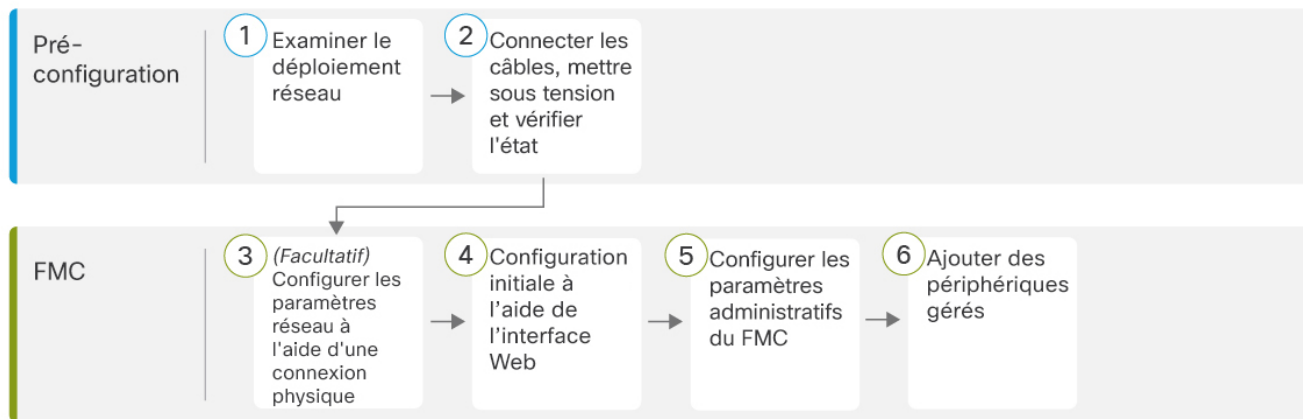 Pré-
configuration
1
Examiner le
déploiement
réseau
2
Connecter les
câbles, mettre
sous tension
et vérifier
l'état
FMC
3
(Facultatif)
Configurer les
paramètres
réseau à
l'aide d'une
connexion
physique
4
Configuration
initiale à
l’aide de
l’interface
Web
5
Configurer les
paramètres
administratifs
du FMC
6
Ajouter des
périphériques
gérés